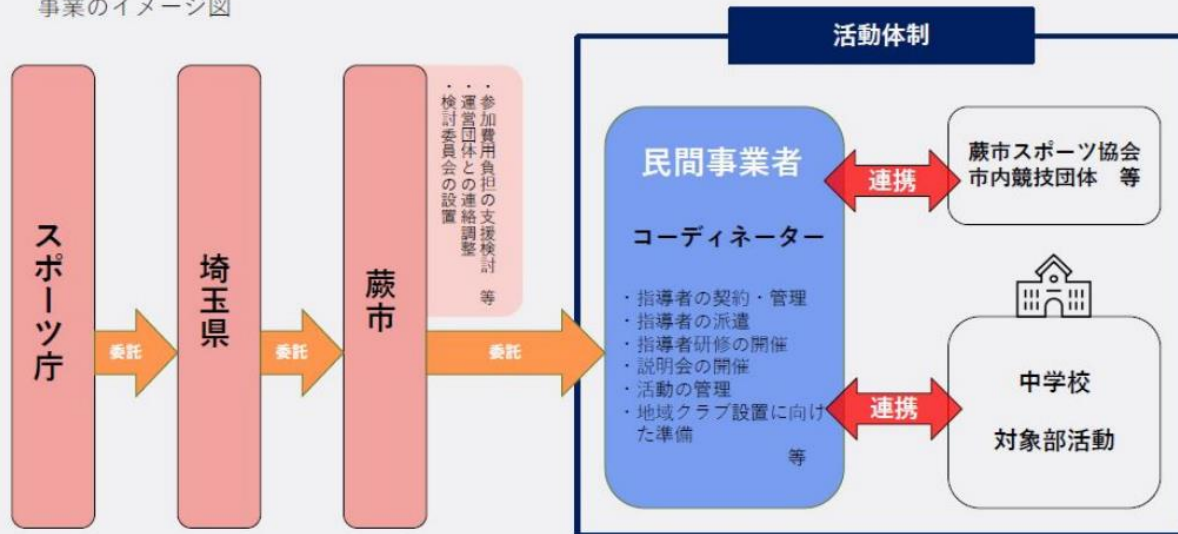 事業のイメージ図
スポーツ庁
委託
埼玉県
委託
蕨市
・参加費用負担の支援検討 等
・運営団体との連絡調整
・検討委員会の設置
委託
活動体制
民間事業者
コーディネーター
・指導者の契約・管理
・指導者の派遣
・指導者研修の開催
・説明会の開催
・活動の管理
・地域クラブ設置に向け
た準備
等
連携
蕨市スポーツ協会
市内競技団体 等
連携
中学校
対象部活動